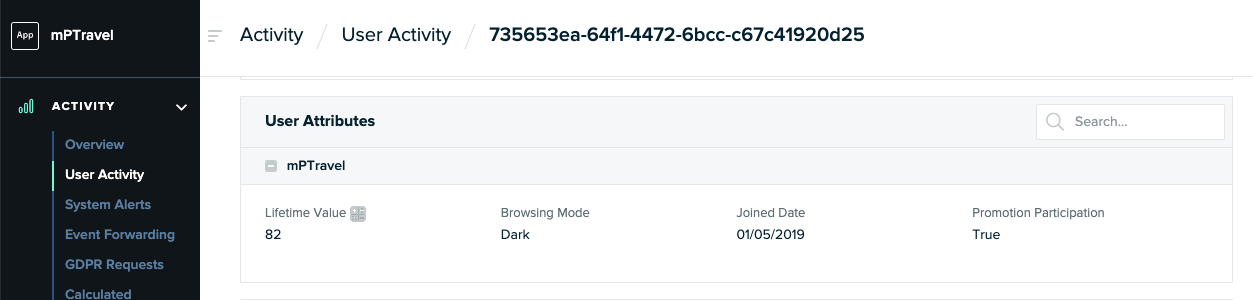 App mPTravel
Activity / User Activity / 735653ea-64f1-4472-6bcc-c67c41920d25
ACTIVITY
Overview
User Activity
System Alerts
Event Forwarding
GDPR Requests
Calculated
User Attributes
Search...
mPTravel
Lifetime Value Browsing Mode Joined Date Promotion Participation
82 Dark 01/05/2019 True